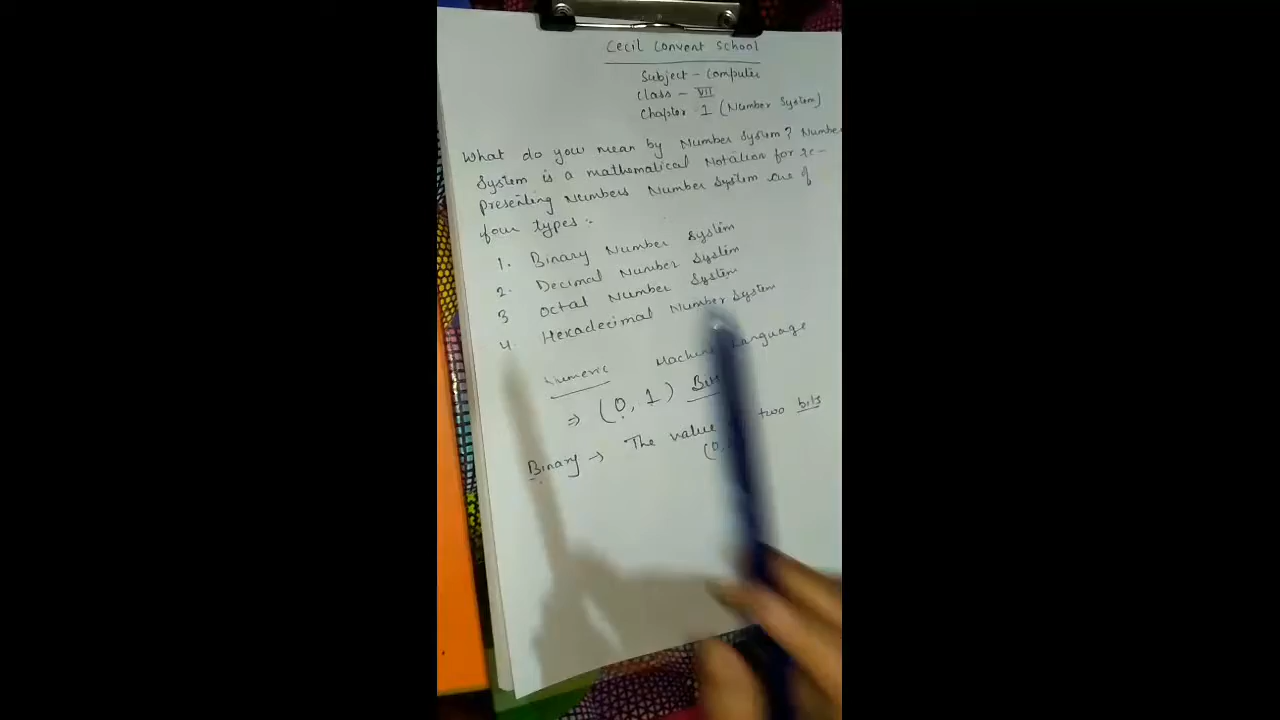 Cecil Convent School
Subject - Computer
Class - VII
Chapter 1 (Number System)
What do you mean by Number System? Number
System is a mathematical Notation for re-
presenting Numbers Number System are of
four types :-
1. Binary Number System
2. Decimal Number System
3 Octal Number System
4. Hexadecimal Number System
Numeric Machine Language
⇒ (0, 1)
Binary → The value two bits
(0,